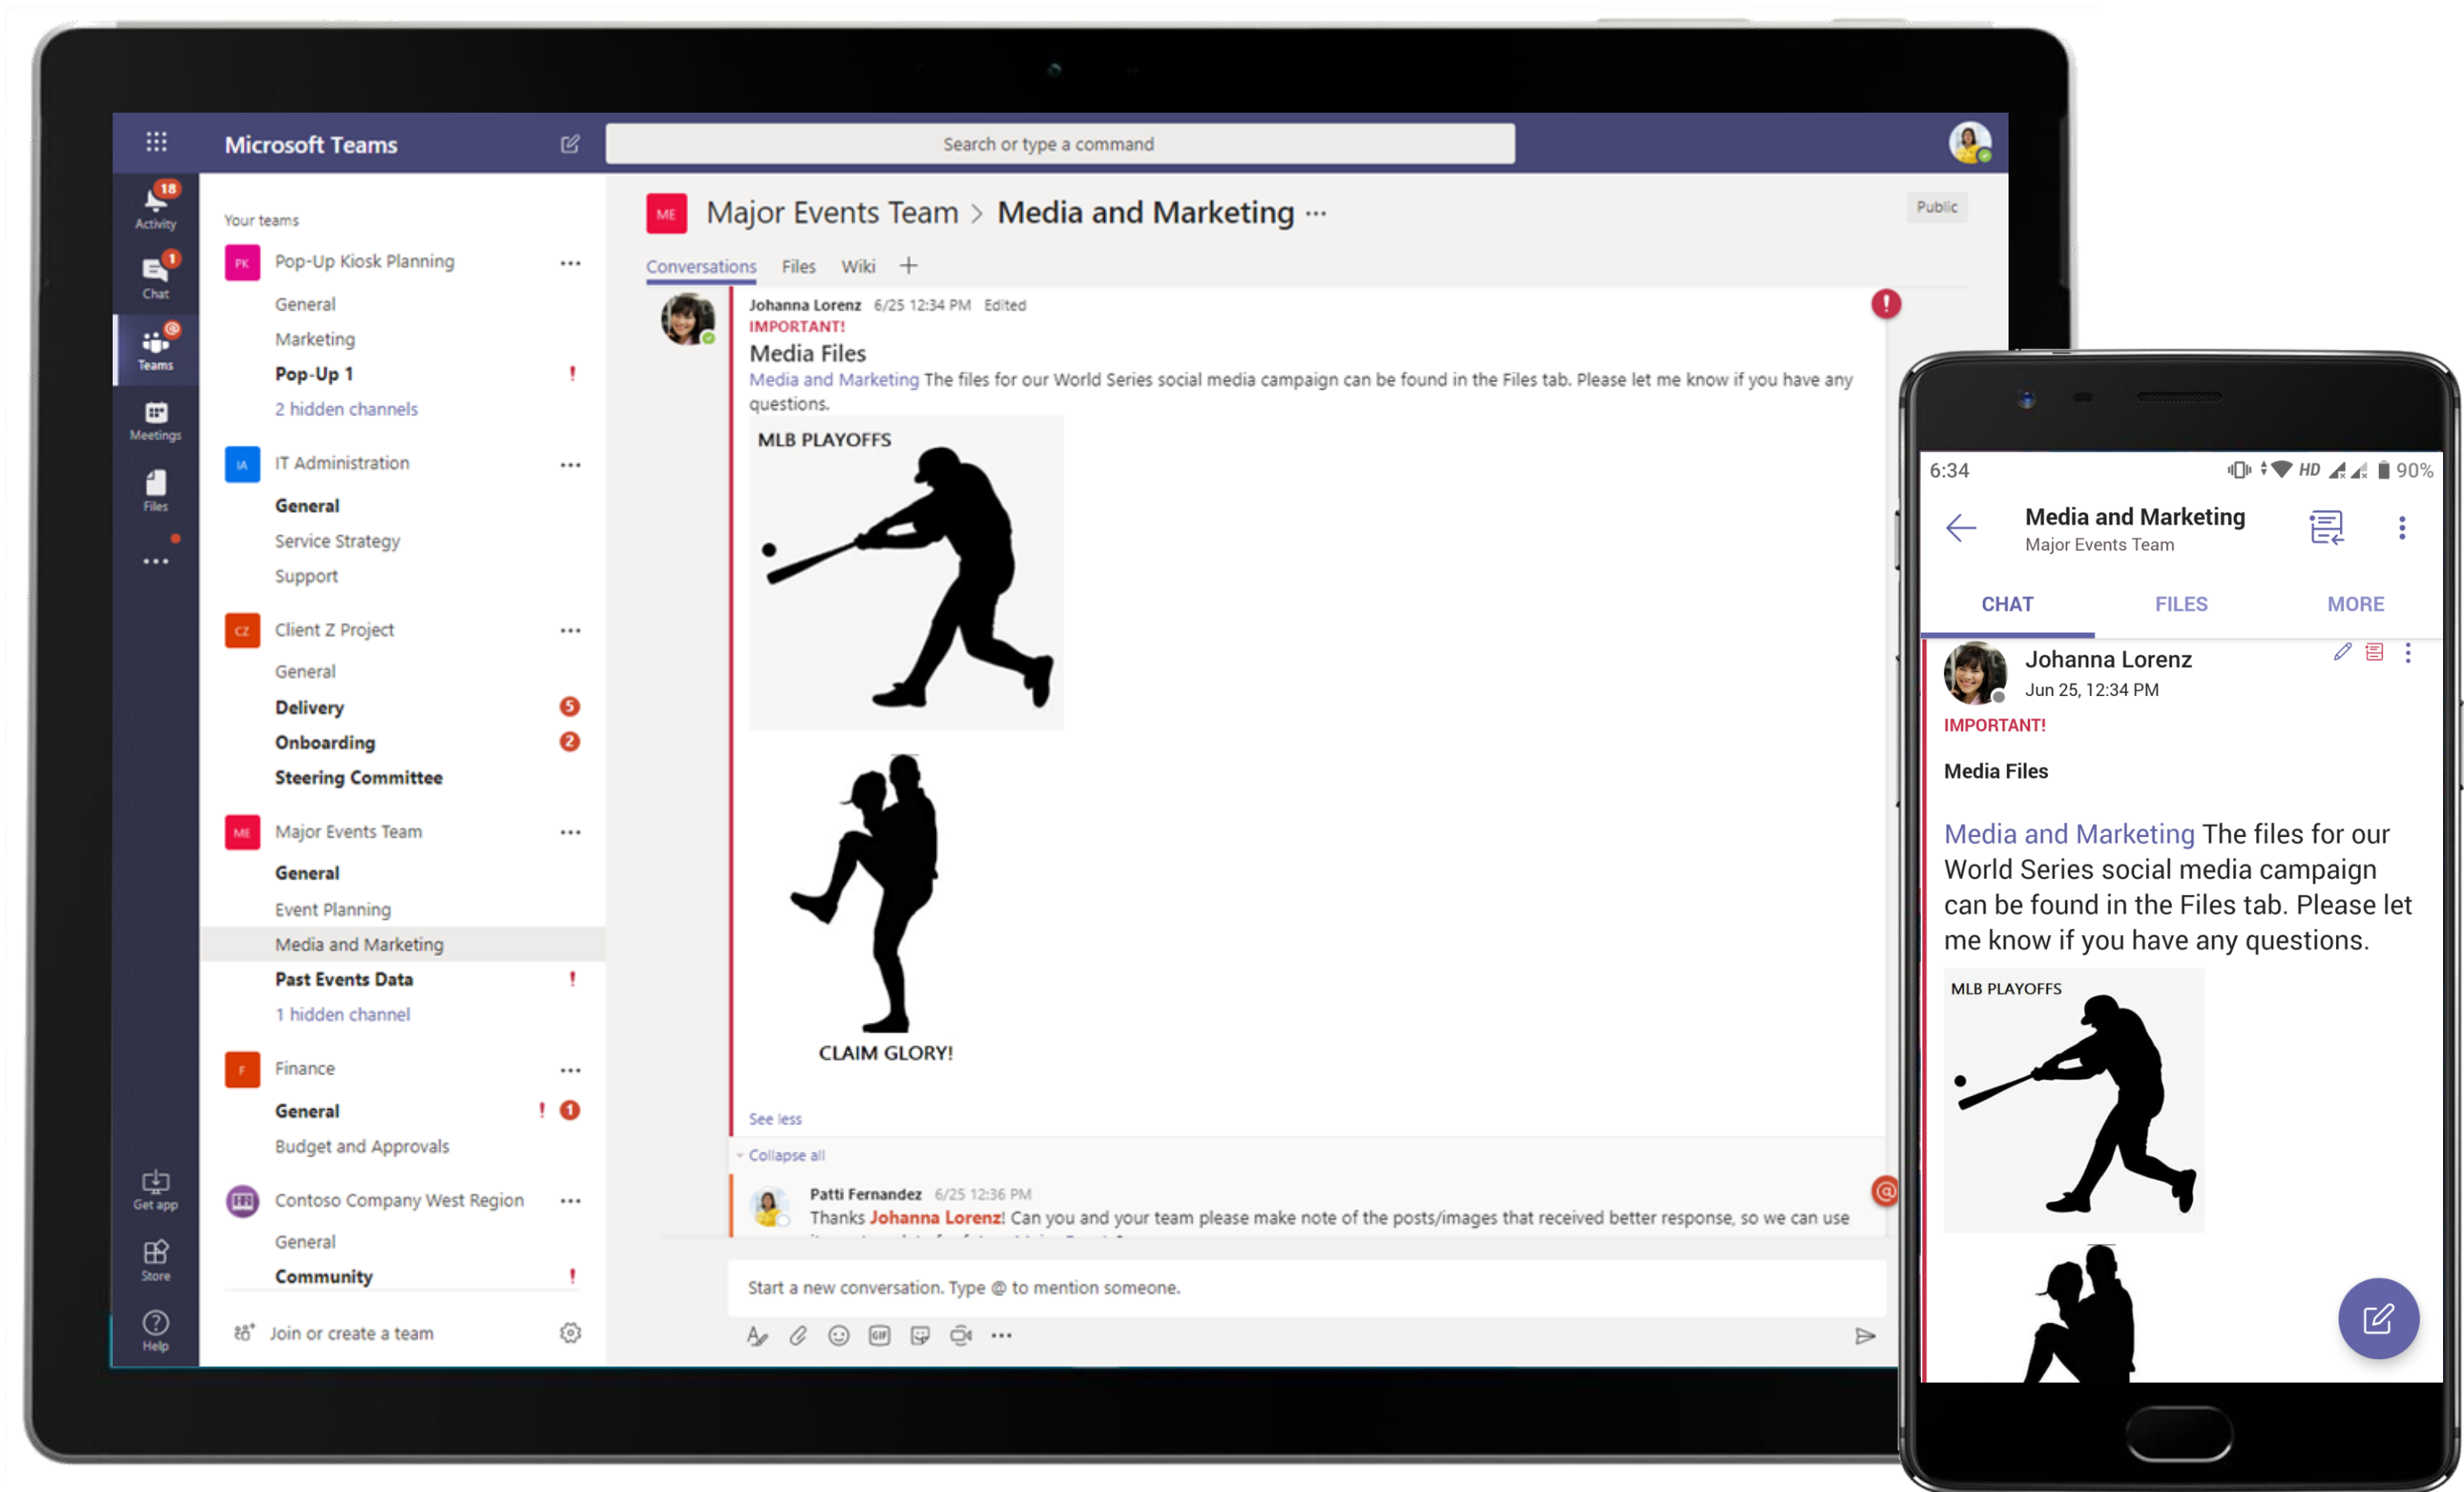 Microsoft Teams
Search or type a command
18
Activity
1
Chat
@
Teams
Meetings
Files
Get app
Store
Help
Your teams
PK Pop-Up Kiosk Planning
General
Marketing
Pop-Up 1 !
2 hidden channels
IA IT Administration
General
Service Strategy
Support
CZ Client Z Project
General
Delivery 5
Onboarding 2
Steering Committee
ME Major Events Team
General
Event Planning
Media and Marketing
Past Events Data !
1 hidden channel
F Finance
General ! 1
Budget and Approvals
Contoso Company West Region
General
Community !
Join or create a team
ME Major Events Team > Media and Marketing ...
Public
Conversations Files Wiki +
Johanna Lorenz 6/25 12:34 PM Edited
!
IMPORTANT!
Media Files
Media and Marketing The files for our World Series social media campaign can be found in the Files tab. Please let me know if you have any
questions.
MLB PLAYOFFS
CLAIM GLORY!
See less
Collapse all
Patti Fernandez 6/25 12:36 PM
@
Thanks Johanna Lorenz! Can you and your team please make note of the posts/images that received better response, so we can use
Start a new conversation. Type @ to mention someone.
GIF
6:34 HD 90%
Media and Marketing
Major Events Team
CHAT FILES MORE
Johanna Lorenz
Jun 25, 12:34 PM
IMPORTANT!
Media Files
Media and Marketing The files for our
World Series social media campaign
can be found in the Files tab. Please let
me know if you have any questions.
MLB PLAYOFFS